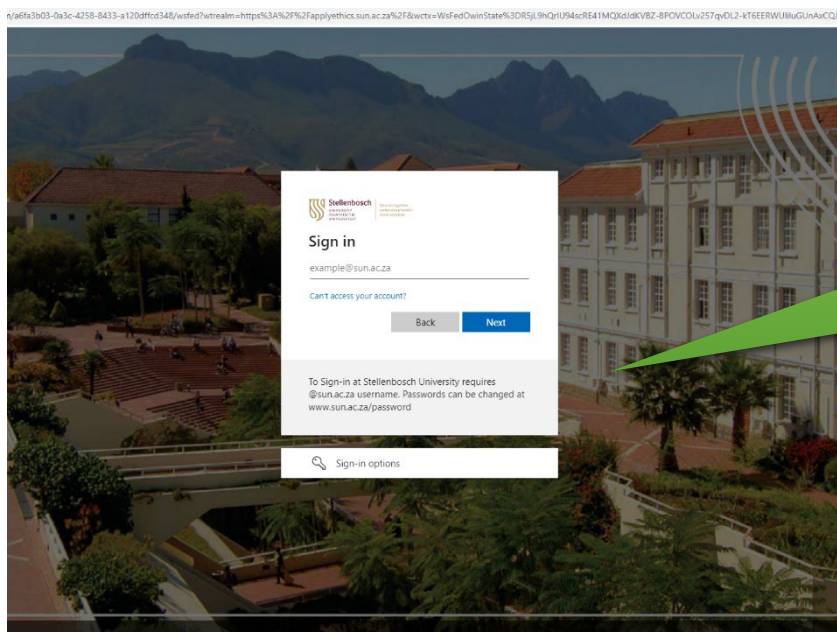 n/a6fa3b03-0a3c-4258-8433-a120dffcd348/wsfed?wtrealm=https%3A%2F%2Fapplyethics.sun.ac.za%2F&wctx=WsFedOwinState%3DR5jL9hQrIU94scRE41MQXdJdKVBZ-8POVCOLv257qvDL2-kT6EERWUIiluGUnAxCQJ
Stellenbosch
UNIVERSITY
IYUNIVESITHI
UNIVERSITEIT
Sign in
example@sun.ac.za
Can't access your account?
Back Next
To Sign-in at Stellenbosch University requires
@sun.ac.za username. Passwords can be changed at
www.sun.ac.za/password
Sign-in options